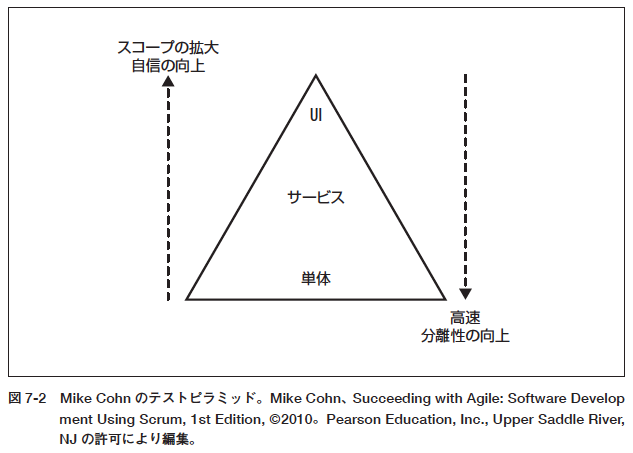 スコープの拡大
自信の向上
UI
サービス
単体
高速
分離性の向上
図 7-2 Mike Cohn のテストピラミッド。Mike Cohn、Succeeding with Agile: Software Develop
ment Using Scrum, 1st Edition, ©2010。Pearson Education, Inc., Upper Saddle River,
NJ の許可により編集。